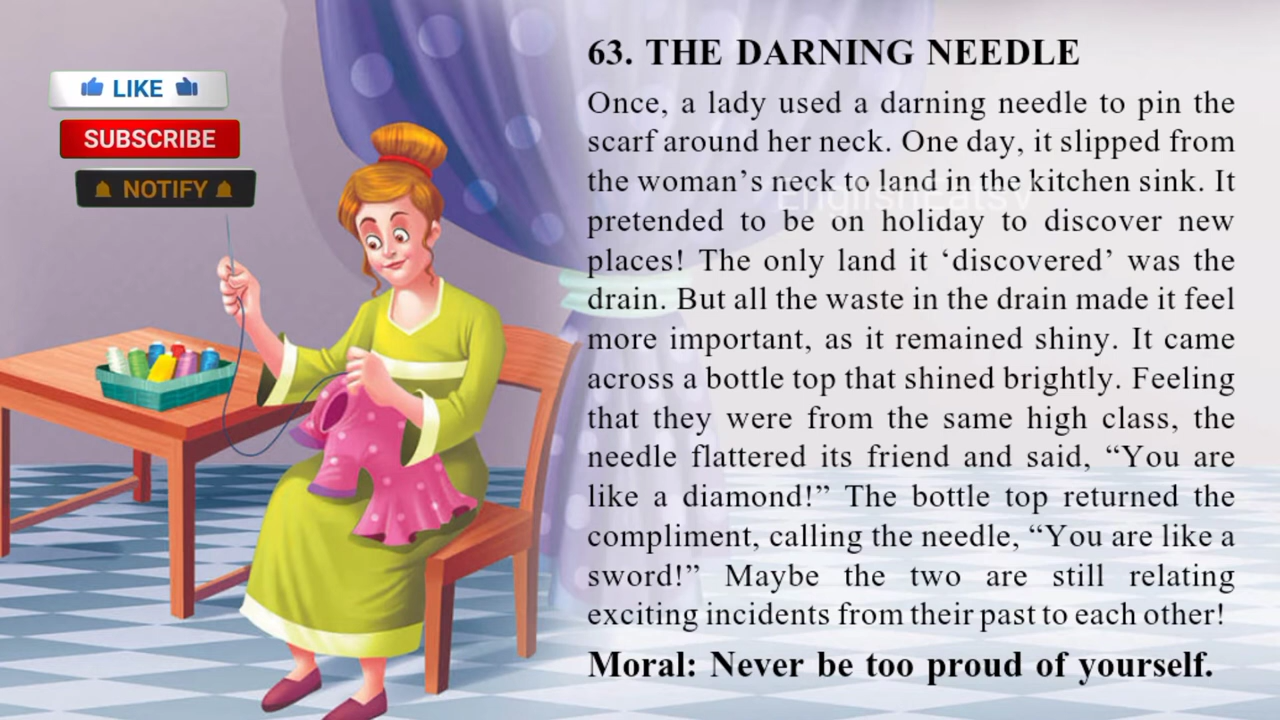 LIKE
SUBSCRIBE
NOTIFY
63. THE DARNING NEEDLE
Once, a lady used a darning needle to pin the
scarf around her neck. One day, it slipped from
the woman’s neck to land in the kitchen sink. It
pretended to be on holiday to discover new
places! The only land it ‘discovered’ was the
drain. But all the waste in the drain made it feel
more important, as it remained shiny. It came
across a bottle top that shined brightly. Feeling
that they were from the same high class, the
needle flattered its friend and said, “You are
like a diamond!” The bottle top returned the
compliment, calling the needle, “You are like a
sword!” Maybe the two are still relating
exciting incidents from their past to each other!
Moral: Never be too proud of yourself.